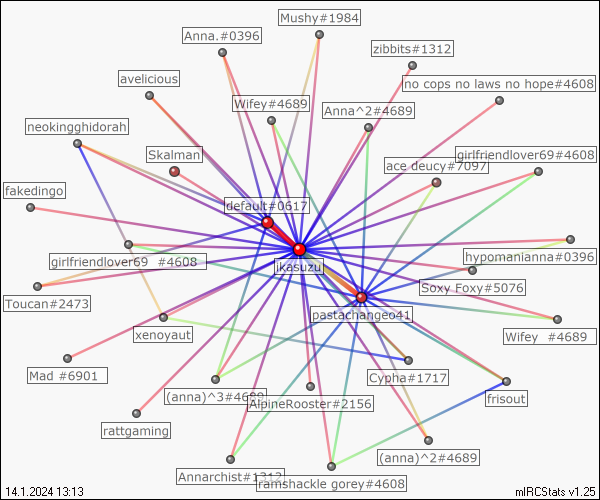 Mushy#1984
Anna.#0396
zibbits#1312
avelicious
no cops no laws no hope#4608
Wifey#4689
Anna^2#4689
neokingghidorah
Skalman
girlfriendlover69#4608
ace deucy#7097
fakedingo
default#0617
girlfriendlover69 #4608
jkasuzu
hypomanianna#0396
Toucan#2473
Soxy Foxy#5076
pastachangeo41
xenoyaut
Wifey #4689
Mad #6901
Cypha#1717
(anna)^3#4689
AlpineRooster#2156
frisout
rattgaming
(anna)^2#4689
Annarchist#1312
ramshackle gorey#4608
14.1.2024 13:13
mIRCStats v1.25